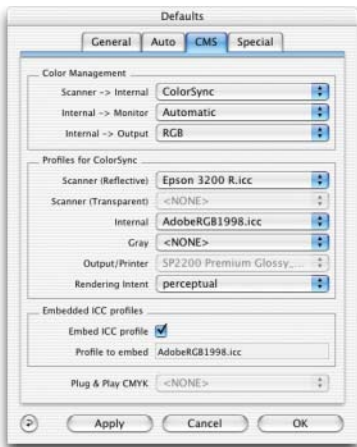 Defaults
General Auto CMS Special
Color Management
Scanner -> Internal ColorSync
Internal -> Monitor Automatic
Internal -> Output RGB
Profiles for ColorSync
Scanner (Reflective) Epson 3200 R.icc
Scanner (Transparent) <NONE>
Internal AdobeRGB1998.icc
Gray <NONE>
Output/Printer SP2200 Premium Glossy_...
Rendering Intent perceptual
Embedded ICC profiles
Embed ICC profile
Profile to embed AdobeRGB1998.icc
Plug & Play CMYK <NONE>
Apply Cancel OK